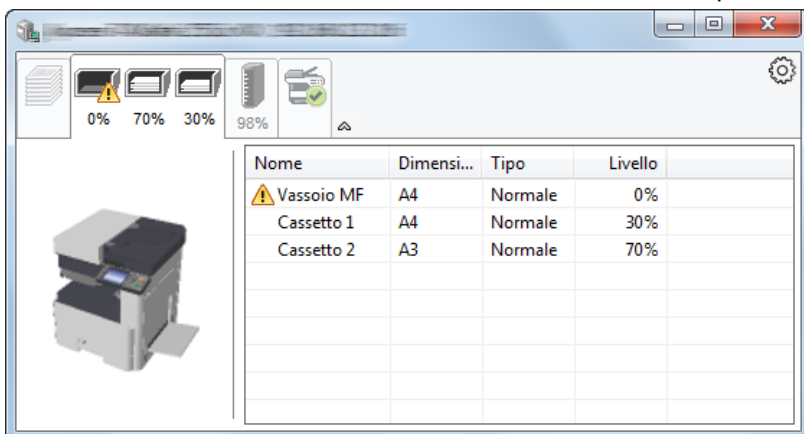 0% 70% 30% 98%
Nome Dimensi... Tipo Livello
Vassoio MF A4 Normale 0%
Cassetto 1 A4 Normale 30%
Cassetto 2 A3 Normale 70%